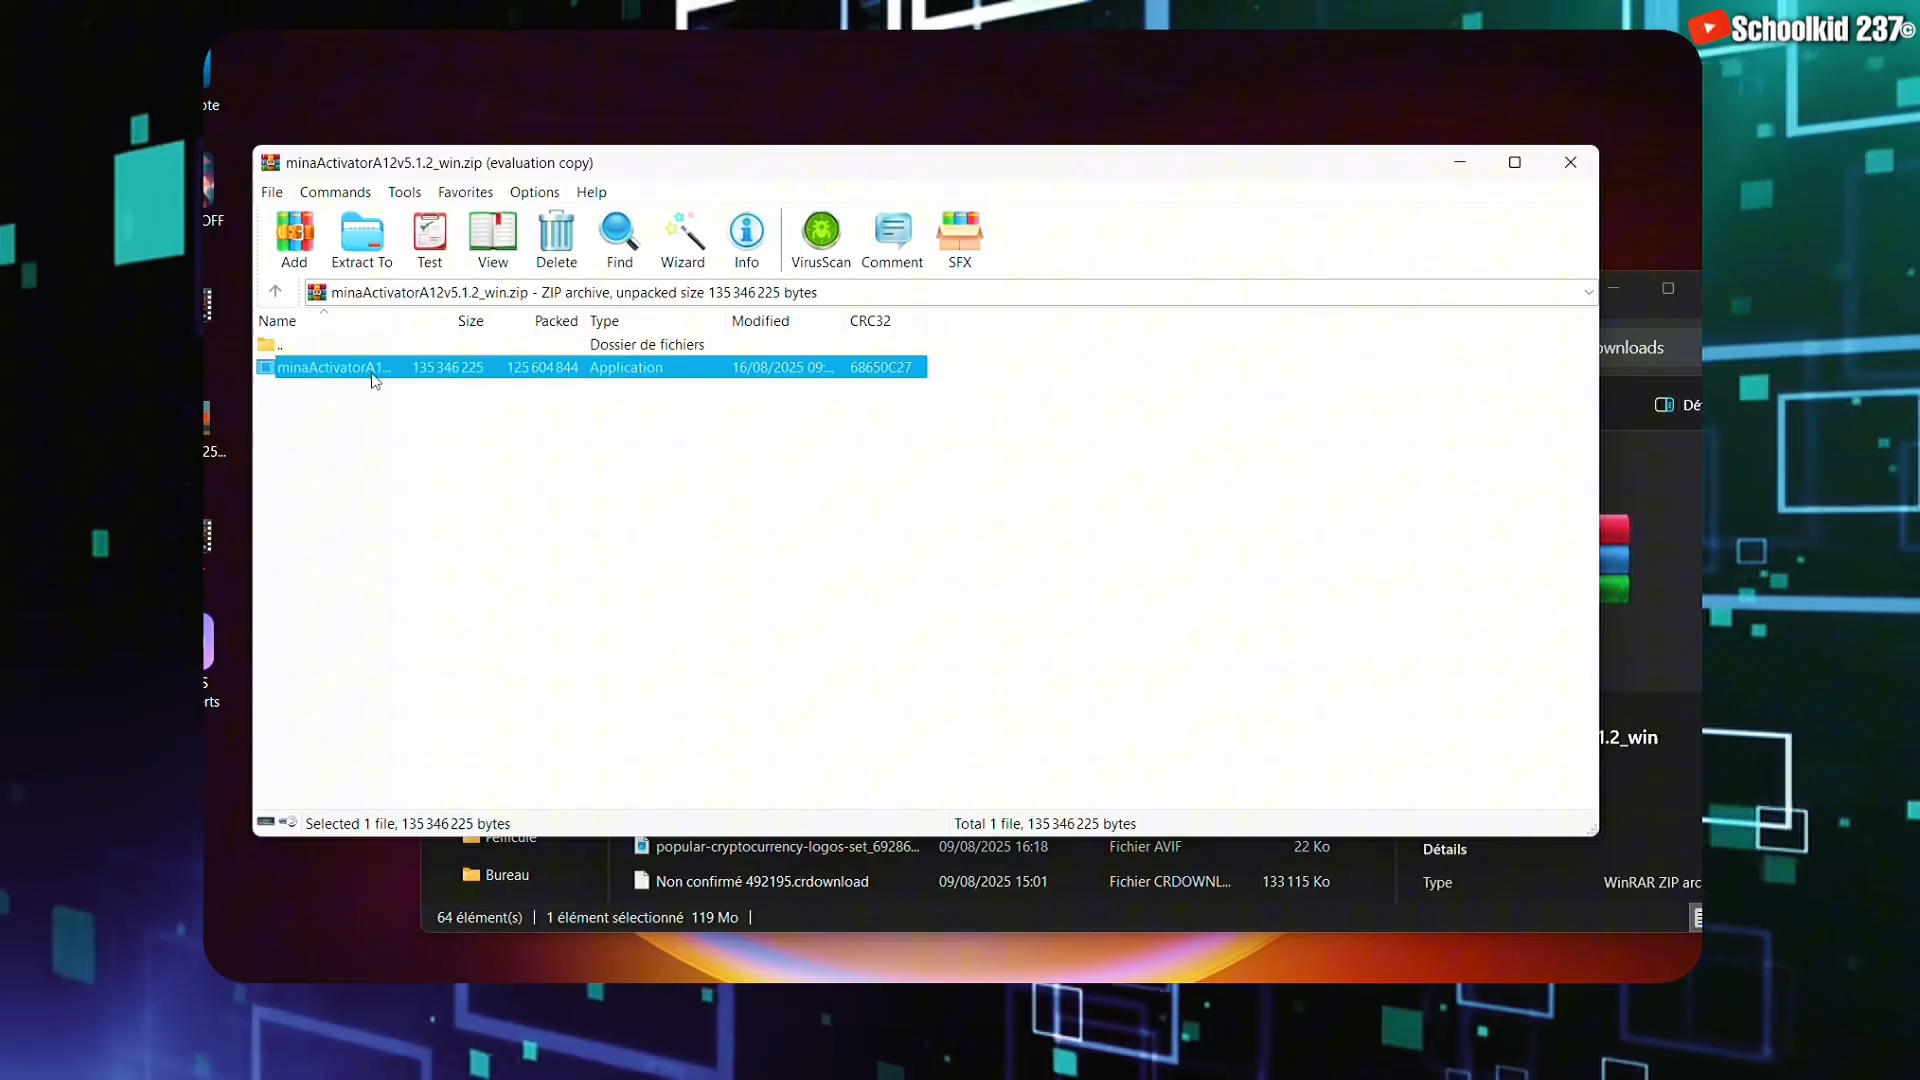 Schoolkid 237©
ote
OFF
25...
S
rts
minaActivatorA12v5.1.2_win.zip (evaluation copy)
File Commands Tools Favorites Options Help
Add Extract To Test View Delete Find Wizard Info VirusScan Comment SFX
minaActivatorA12v5.1.2_win.zip - ZIP archive, unpacked size 135 346 225 bytes
Name Size Packed Type Modified CRC32
.. Dossier de fichiers
minaActivatorA1... 135 346 225 125 604 844 Application 16/08/2025 09:... 68650C27
ownloads
Dé
1.2_win
Selected 1 file, 135 346 225 bytes
Total 1 file, 135 346 225 bytes
Pellicule
popular-cryptocurrency-logos-set_69286... 09/08/2025 16:18 Fichier AVIF 22 Ko
Détails
Bureau
Non confirmé 492195.crdownload 09/08/2025 15:01 Fichier CRDOWNL... 133 115 Ko
Type WinRAR ZIP arc
64 élément(s) | 1 élément sélectionné 119 Mo |